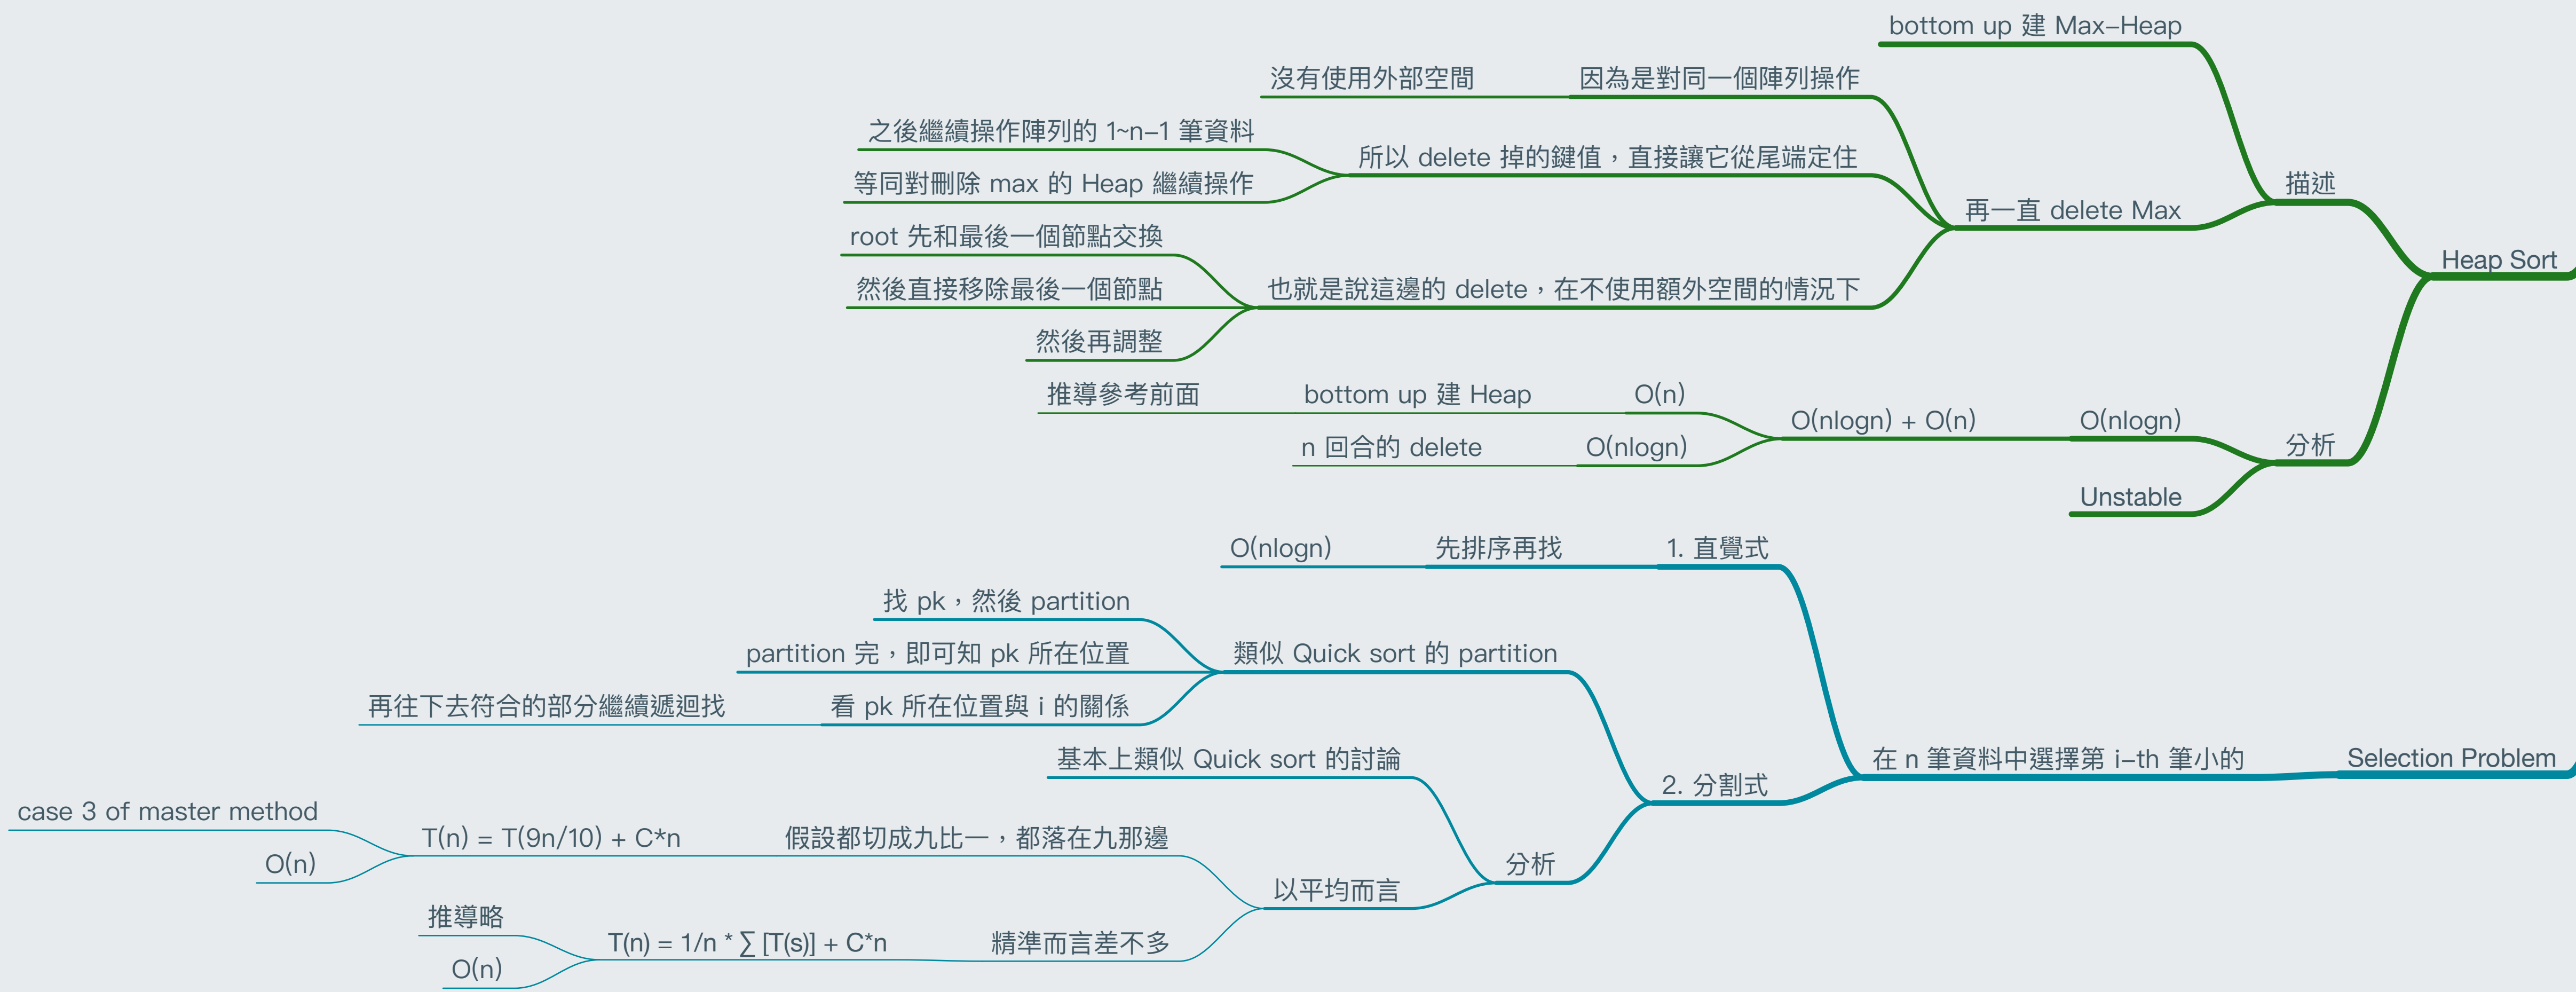 bottom up 建 Max-Heap
沒有使用外部空間
因為是對同一個陣列操作
之後繼續操作陣列的 1~n-1 筆資料
所以 delete 掉的鍵值，直接讓它從尾端定住
等同對刪除 max 的 Heap 繼續操作
描述
再一直 delete Max
root 先和最後一個節點交換
Heap Sort
然後直接移除最後一個節點
也就是說這邊的 delete，在不使用額外空間的情況下
然後再調整
推導參考前面
bottom up 建 Heap
O(n)
O(nlogn) + O(n)
O(nlogn)
n 回合的 delete
O(nlogn)
分析
Unstable
O(nlogn)
先排序再找
1. 直覺式
找 pk，然後 partition
partition 完，即可知 pk 所在位置
類似 Quick sort 的 partition
再往下去符合的部分繼續遞迴找
看 pk 所在位置與 i 的關係
基本上類似 Quick sort 的討論
在 n 筆資料中選擇第 i-th 筆小的
Selection Problem
2. 分割式
case 3 of master method
T(n) = T(9n/10) + C*n
假設都切成九比一，都落在九那邊
O(n)
分析
以平均而言
推導略
T(n) = 1/n * ∑ [T(s)] + C*n
精準而言差不多
O(n)